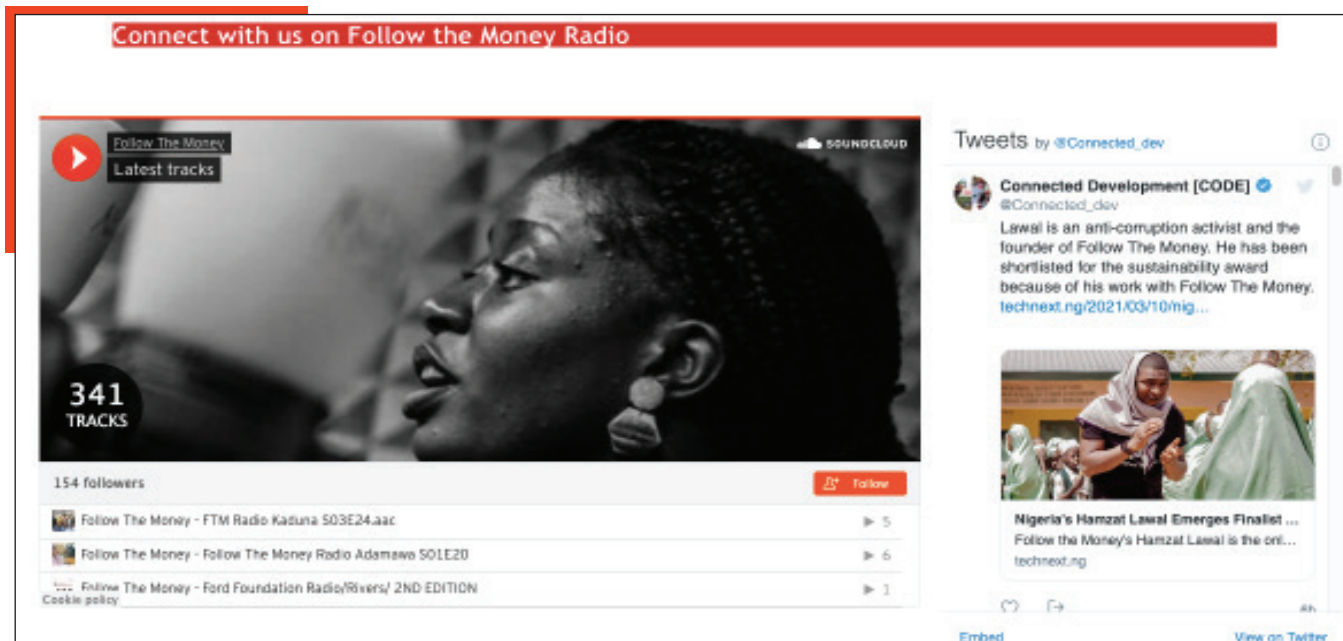 Connect with us on Follow the Money Radio
Follow The Money
Latest tracks
SOUNDCLOUD
341
TRACKS
154 followers
Follow
Follow The Money - FTM Radio Kaduna S03E24.aac
5
Follow The Money - Follow The Money Radio Adamawa S01E20
6
Follow The Money - Ford Foundation Radio/Rivers/ 2ND EDITION
1
Cookie policy
Tweets by @Connected_dev
Connected Development [CODE]
@Connected_dev
Lawal is an anti-corruption activist and the
founder of Follow The Money. He has been
shortlisted for the sustainability award
because of his work with Follow The Money.
technext.ng/2021/03/10/nig…
Nigeria's Hamzat Lawal Emerges Finalist ...
Follow the Money's Hamzat Lawal is the onl...
technext.ng
Embed
View on Twitter